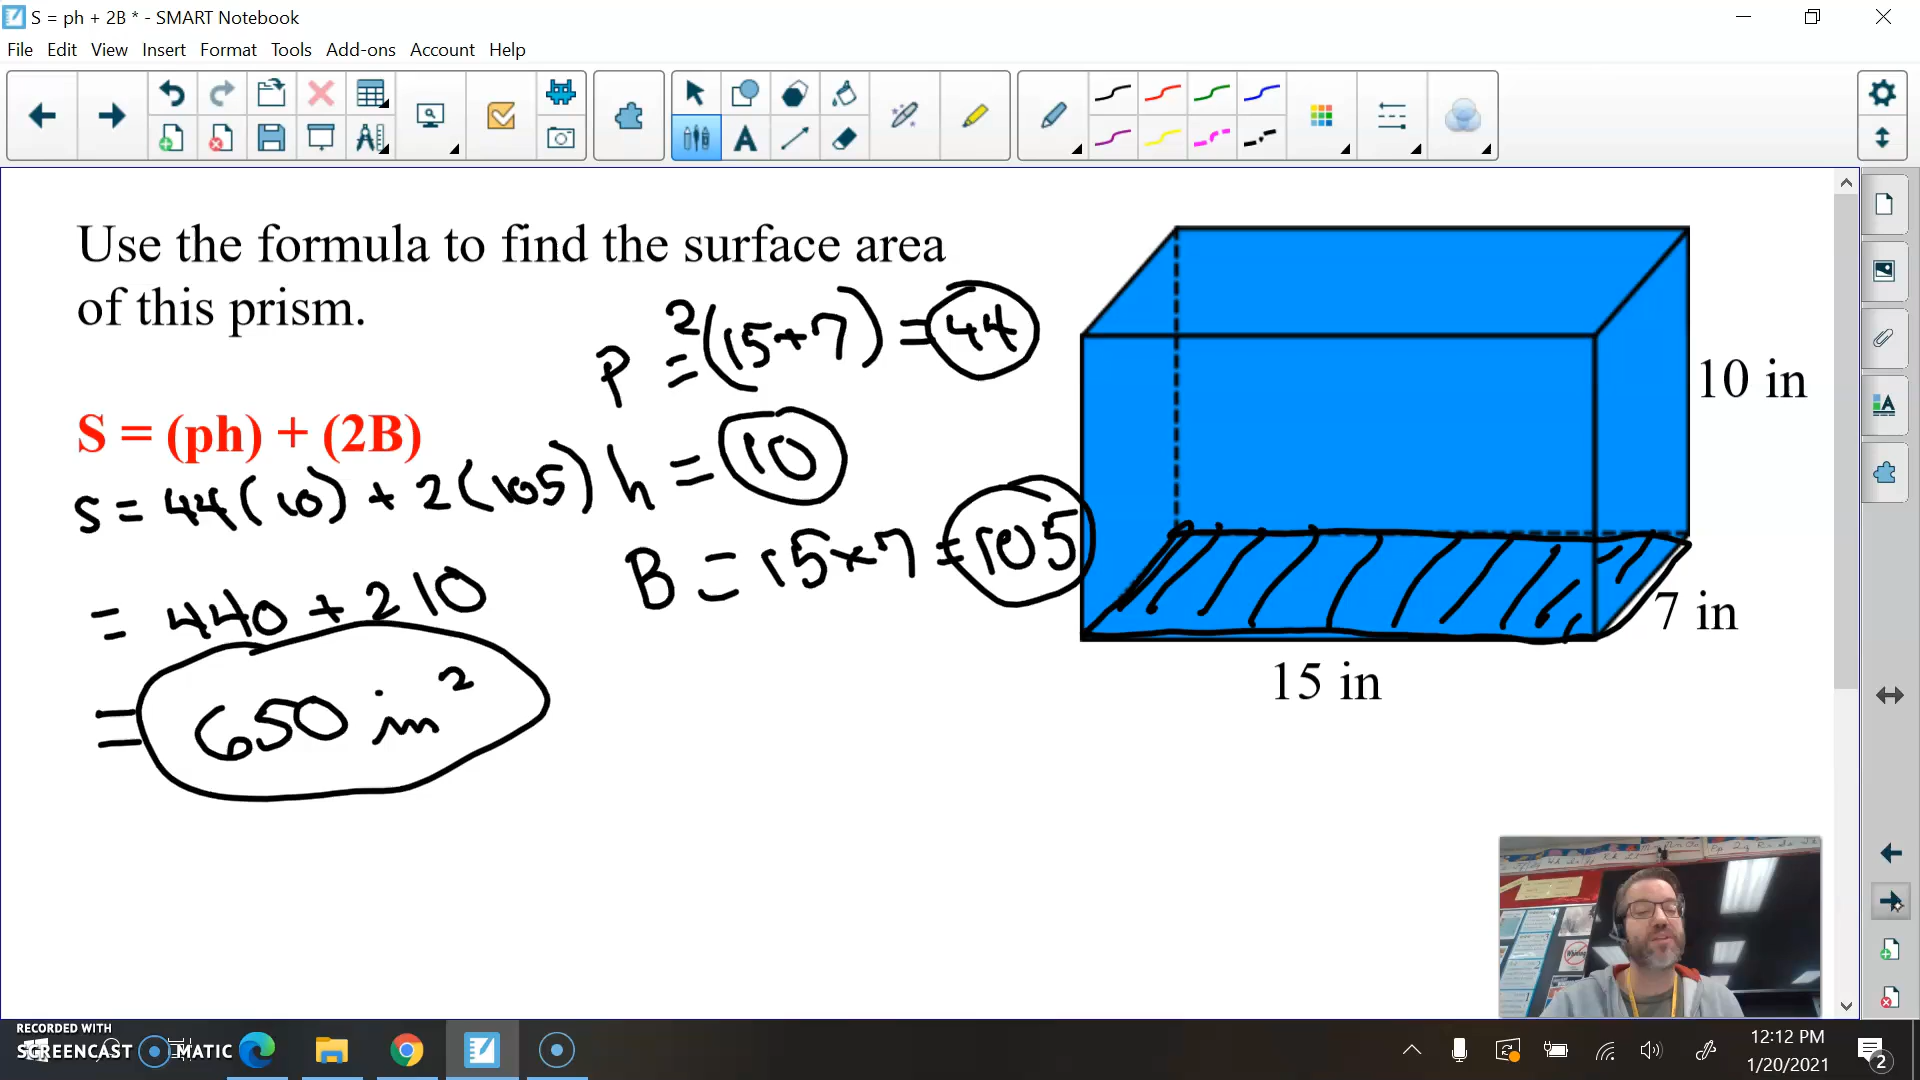 S = ph + 2B * - SMART Notebook
File Edit View Insert Format Tools Add-ons Account Help
Use the formula to find the surface area
of this prism.
P = 2(15+7) = 44
S = (ph) + (2B)
S = 44(10) + 2(105)
h = 10
B = 15×7 = 105
= 440 + 210
= 650 in²
10 in
7 in
15 in
RECORDED WITH
SCREENCAST MATIC
12:12 PM
1/20/2021
2